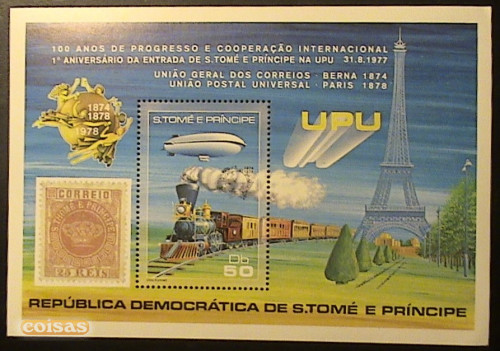 100 ANOS DE PROGRESSO E COOPERAÇÃO INTERNACIONAL
1º ANIVERSÁRIO DA ENTRADA DE S.TOMÉ E PRÍNCIPE NA UPU 31.8.1977
UNIÃO GERAL DOS CORREIOS - BERNA 1874
UNIÃO POSTAL UNIVERSAL - PARIS 1878
1874
1878
1978
S.TOMÉ E PRÍNCIPE
UPU
CORREIO
S. THOMÉ E PRINCIPE
25 REIS
Db
50
REPÚBLICA DEMOCRÁTICA DE S.TOMÉ E PRÍNCIPE
coisas